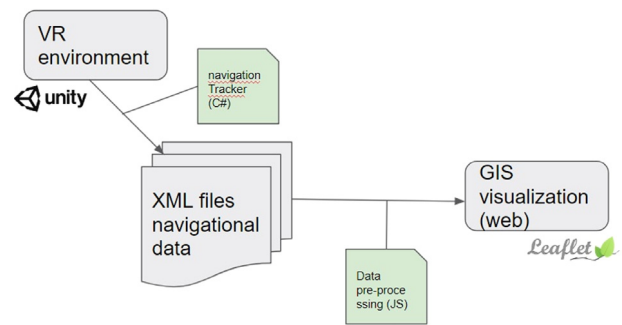 VR
environment
unity
navigation
Tracker
(C#)
XML files
navigational
data
GIS
visualization
(web)
Leaflet
Data
pre-proce
ssing (JS)